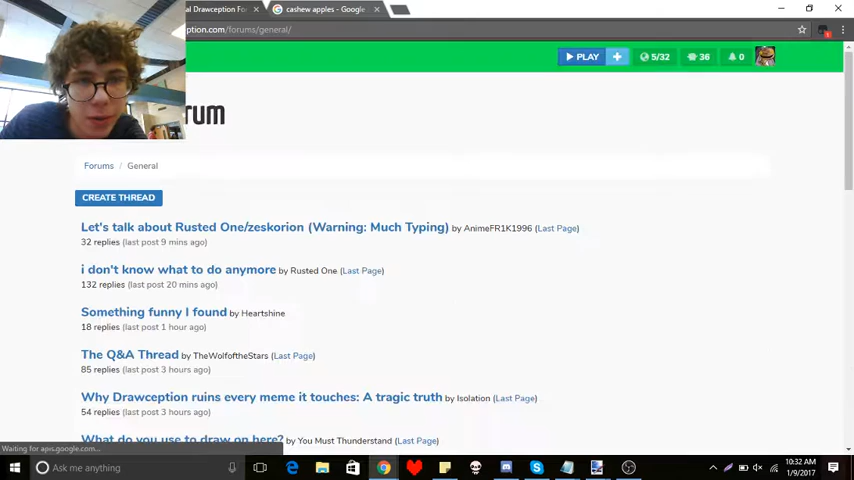 al Drawception Fo
cashew apples - Google
ption.com/forums/general/
PLAY
5/32
36
0
rum
Forums / General
CREATE THREAD
Let's talk about Rusted One/zeskorion (Warning: Much Typing) by AnimeFR1K1996 (Last Page)
32 replies (last post 9 mins ago)
i don't know what to do anymore by Rusted One (Last Page)
132 replies (last post 20 mins ago)
Something funny I found by Heartshine
18 replies (last post 1 hour ago)
The Q&A Thread by TheWolfoftheStars (Last Page)
85 replies (last post 3 hours ago)
Why Drawception ruins every meme it touches: A tragic truth by Isolation (Last Page)
54 replies (last post 3 hours ago)
What do you use to draw on here? by You Must Thunderstand (Last Page)
Waiting for apis.google.com...
Ask me anything
10:32 AM
1/9/2017